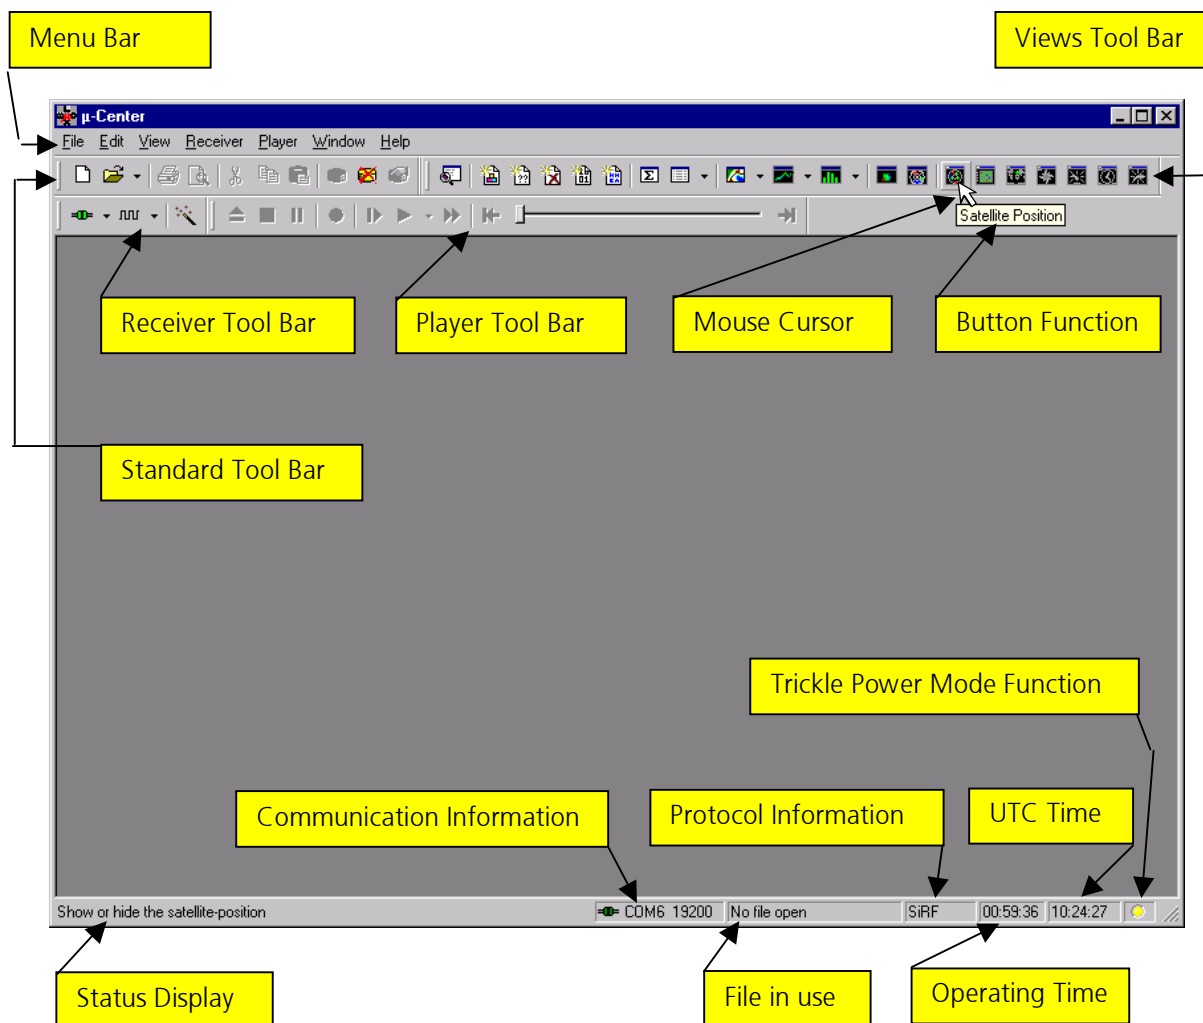 Menu Bar
Views Tool Bar
µ-Center
File Edit View Receiver Player Window Help
Satellite Position
Receiver Tool Bar
Player Tool Bar
Mouse Cursor
Button Function
Standard Tool Bar
Trickle Power Mode Function
Communication Information
Protocol Information
UTC Time
Show or hide the satellite-position
COM6 19200
No file open
SiRF
00:59:36
10:24:27
Status Display
File in use
Operating Time